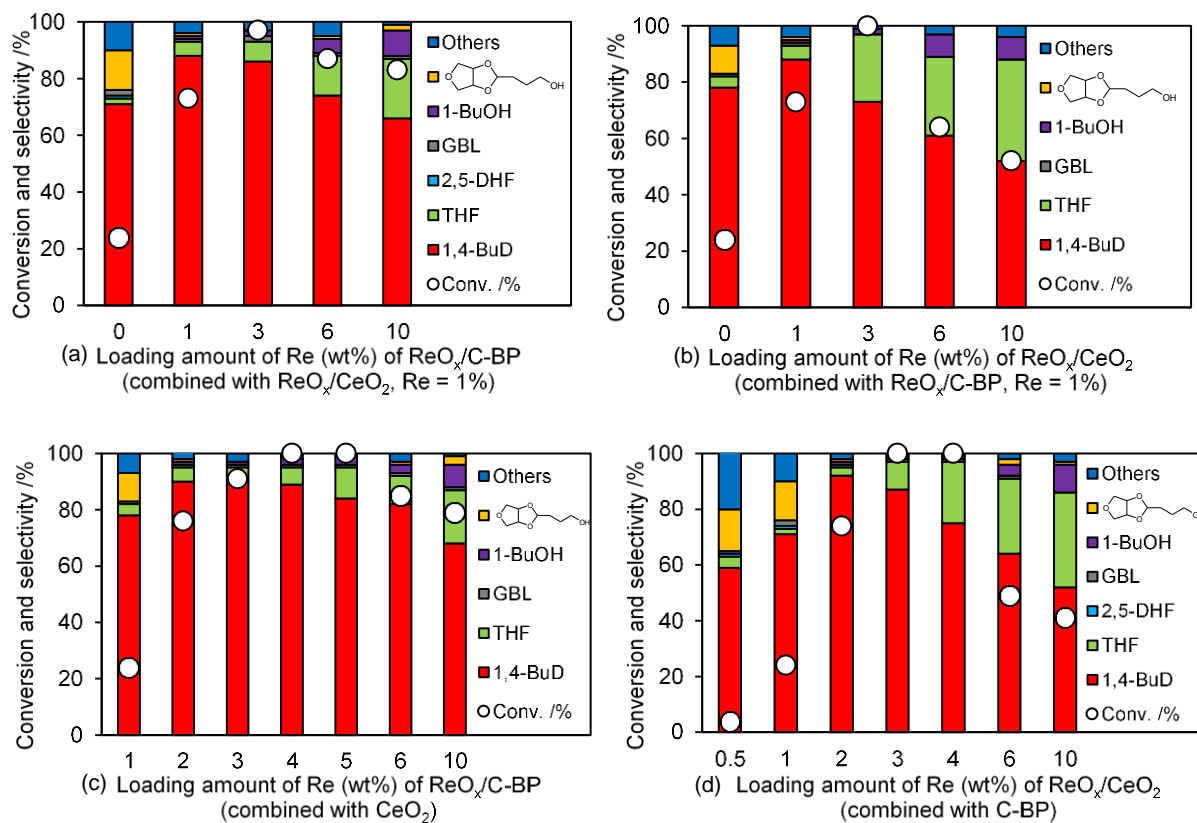 Conversion and selectivity /%
100
80
60
40
20
0
0 1 3 6 10
Others
O O O OH
1-BuOH
GBL
2,5-DHF
THF
1,4-BuD
Conv. /%
(a) Loading amount of Re (wt%) of ReOₓ/C-BP
(combined with ReOₓ/CeO₂, Re = 1%)
Conversion and selectivity /%
100
80
60
40
20
0
0 1 3 6 10
Others
O O O OH
1-BuOH
GBL
THF
1,4-BuD
Conv. /%
(b) Loading amount of Re (wt%) of ReOₓ/CeO₂
(combined with ReOₓ/C-BP, Re = 1%)
Conversion and selectivity /%
100
80
60
40
20
0
1 2 3 4 5 6 10
Others
O O O OH
1-BuOH
GBL
THF
1,4-BuD
Conv. /%
(c) Loading amount of Re (wt%) of ReOₓ/C-BP
(combined with CeO₂)
Conversion and selectivity /%
100
80
60
40
20
0
0.5 1 2 3 4 6 10
Others
O O O O
1-BuOH
GBL
2,5-DHF
THF
1,4-BuD
Conv. /%
(d) Loading amount of Re (wt%) of ReOₓ/CeO₂
(combined with C-BP)